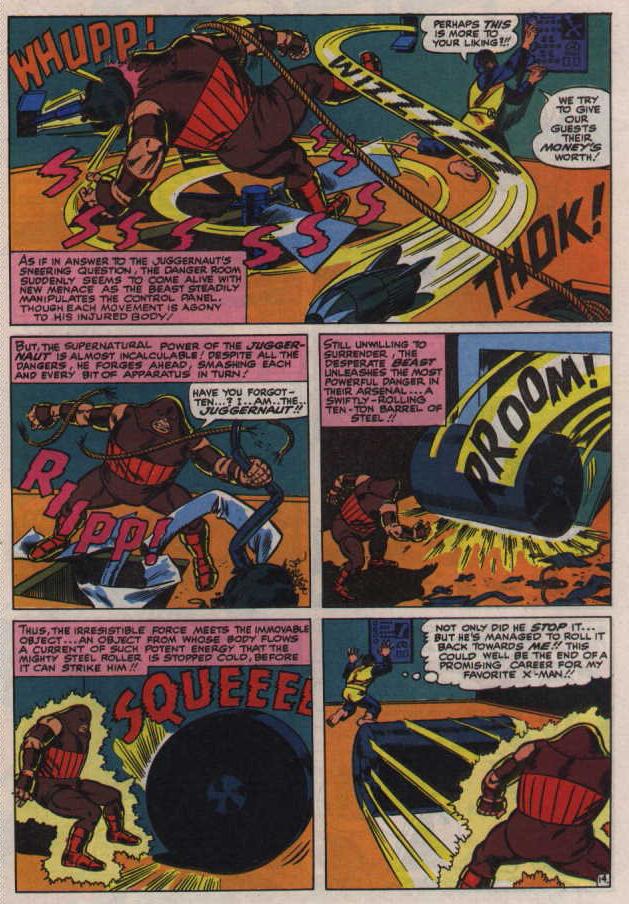 WHUPP!
PERHAPS THIS
IS MORE TO
YOUR LIKING?!!
WIZZZZZZ
WE TRY
TO GIVE
OUR
GUESTS
THEIR
MONEY'S
WORTH!
SSSSSSSSSS
THOK!
AS IF IN ANSWER TO THE JUGGERNAUT'S
SNEERING QUESTION, THE DANGER ROOM
SUDDENLY SEEMS TO COME ALIVE WITH
NEW MENACE AS THE BEAST STEADILY
MANIPULATES THE CONTROL PANEL.
THOUGH EACH MOVEMENT IS AGONY
TO HIS INJURED BODY!
BUT, THE SUPERNATURAL POWER OF THE JUGGER-
NAUT IS ALMOST INCALCULABLE! DESPITE ALL THE
DANGERS, HE FORGES AHEAD, SMASHING EACH
AND EVERY BIT OF APPARATUS IN TURN!
HAVE YOU FORGOT-
TEN...? I..AM..THE..
JUGGERNAUT!!
RIIPP!
STILL UNWILLING TO
SURRENDER, THE
DESPERATE BEAST
UNLEASHES THE MOST
POWERFUL DANGER IN
THEIR ARSENAL...A
SWIFTLY-ROLLING
TEN-TON BARREL OF
STEEL!!
RROOM!
THUS, THE IRRESISTIBLE FORCE MEETS THE IMMOVABLE
OBJECT...AN OBJECT FROM WHOSE BODY FLOWS
A CURRENT OF SUCH POTENT ENERGY THAT THE
MIGHTY STEEL ROLLER IS STOPPED COLD, BEFORE
IT CAN STRIKE HIM!!
SQUEEEE
NOT ONLY DID HE STOP IT...
BUT HE'S MANAGED TO ROLL IT
BACK TOWARDS ME!! THIS
COULD WELL BE THE END OF A
PROMISING CAREER FOR MY
FAVORITE X-MAN!!
14